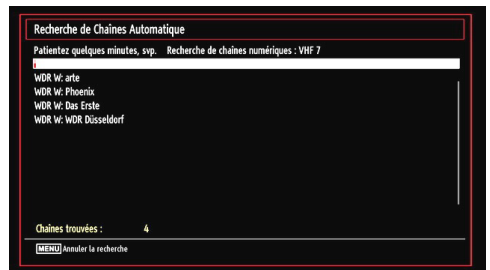 Recherche de Chaînes Automatique
Patientez quelques minutes, svp. Recherche de chaînes numériques : VHF 7
WDR W: arte
WDR W: Phoenix
WDR W: Das Erste
WDR W: WDR Düsseldorf
Chaînes trouvées : 4
MENU Annuler la recherche